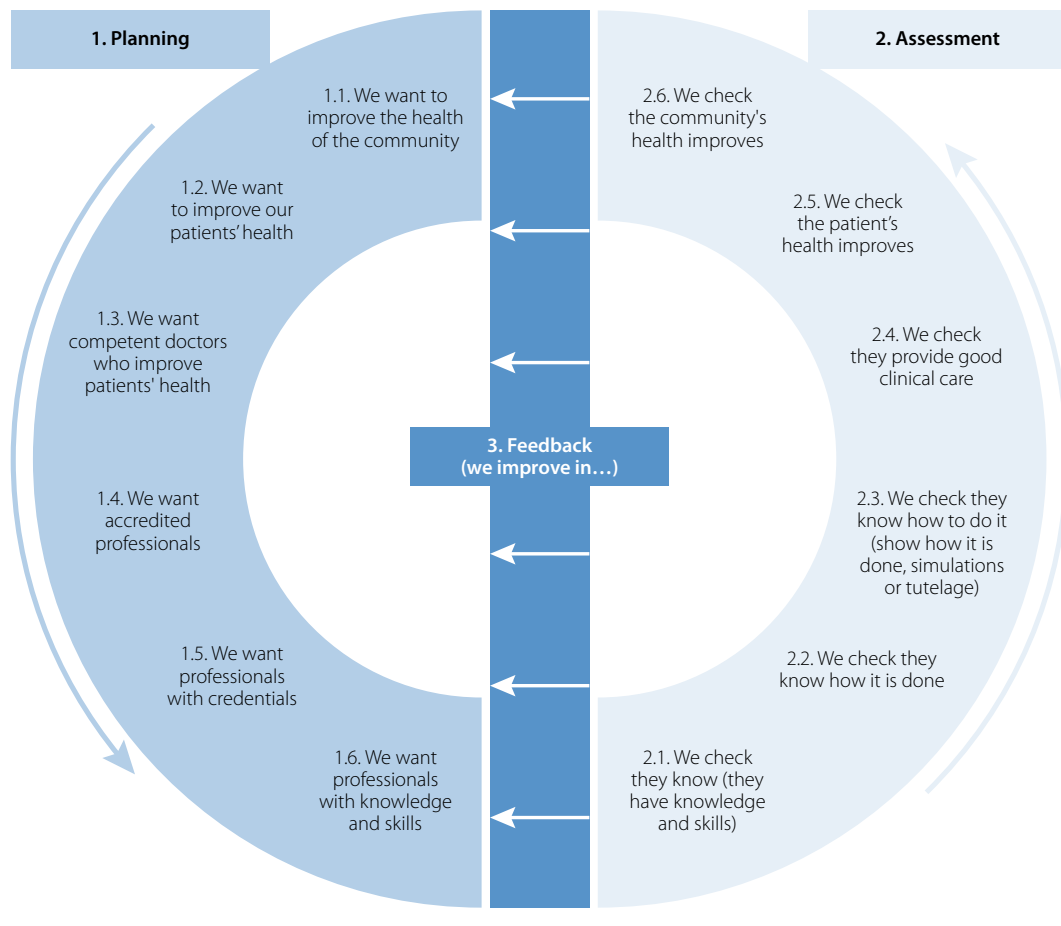 1. Planning
1.1. We want to
improve the health
of the community
1.2. We want
to improve our
patients’ health
1.3. We want
competent doctors
who improve
patients' health
1.4. We want
accredited
professionals
1.5. We want
professionals
with credentials
1.6. We want
professionals
with knowledge
and skills
3. Feedback
(we improve in…)
2. Assessment
2.6. We check
the community's
health improves
2.5. We check
the patient’s
health improves
2.4. We check
they provide good
clinical care
2.3. We check they
know how to do it
(show how it is
done, simulations
or tutelage)
2.2. We check they
know how it is done
2.1. We check
they know (they
have knowledge
and skills)